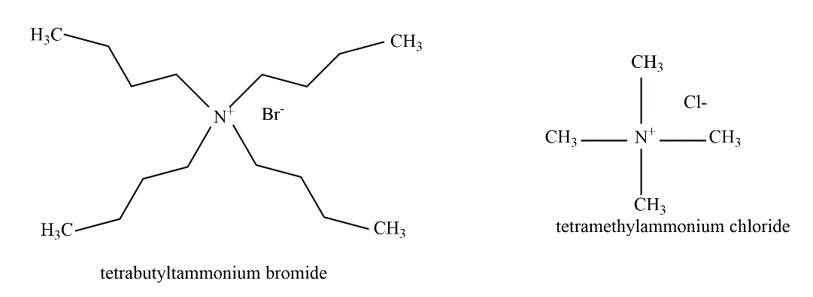 H₃C
CH₃
N⁺ Br⁻
H₃C
CH₃
tetrabutyltammonium bromide
CH₃
Cl-
CH₃ N⁺ CH₃
CH₃
tetramethylammonium chloride